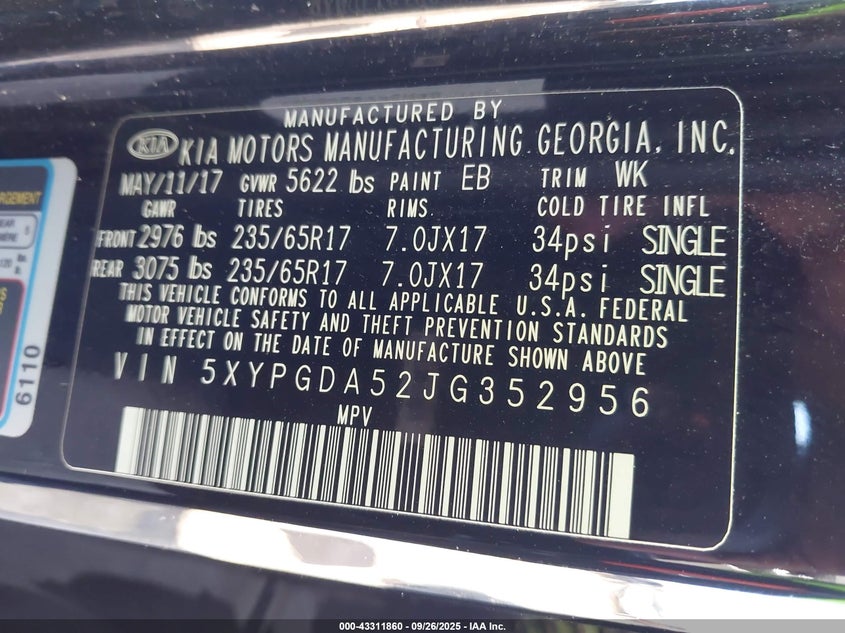 MANUFACTURED BY
KIA KIA MOTORS MANUFACTURING GEORGIA, INC.
MAY/11/17 GVWR 5622 lbs PAINT EB TRIM WK
GAWR TIRES RIMS COLD TIRE INFL
FRONT 2976 lbs 235/65R17 7.0JX17 34psi SINGLE
REAR 3075 lbs 235/65R17 7.0JX17 34psi SINGLE
THIS VEHICLE CONFORMS TO ALL APPLICABLE U.S.A. FEDERAL
MOTOR VEHICLE SAFETY AND THEFT PREVENTION STANDARDS
IN EFFECT ON THE DATE OF MANUFACTURE SHOWN ABOVE
VIN 5XYPGDA52JG352956
MPV
6110
000-43311860 - 09/26/2025 - IAA Inc.